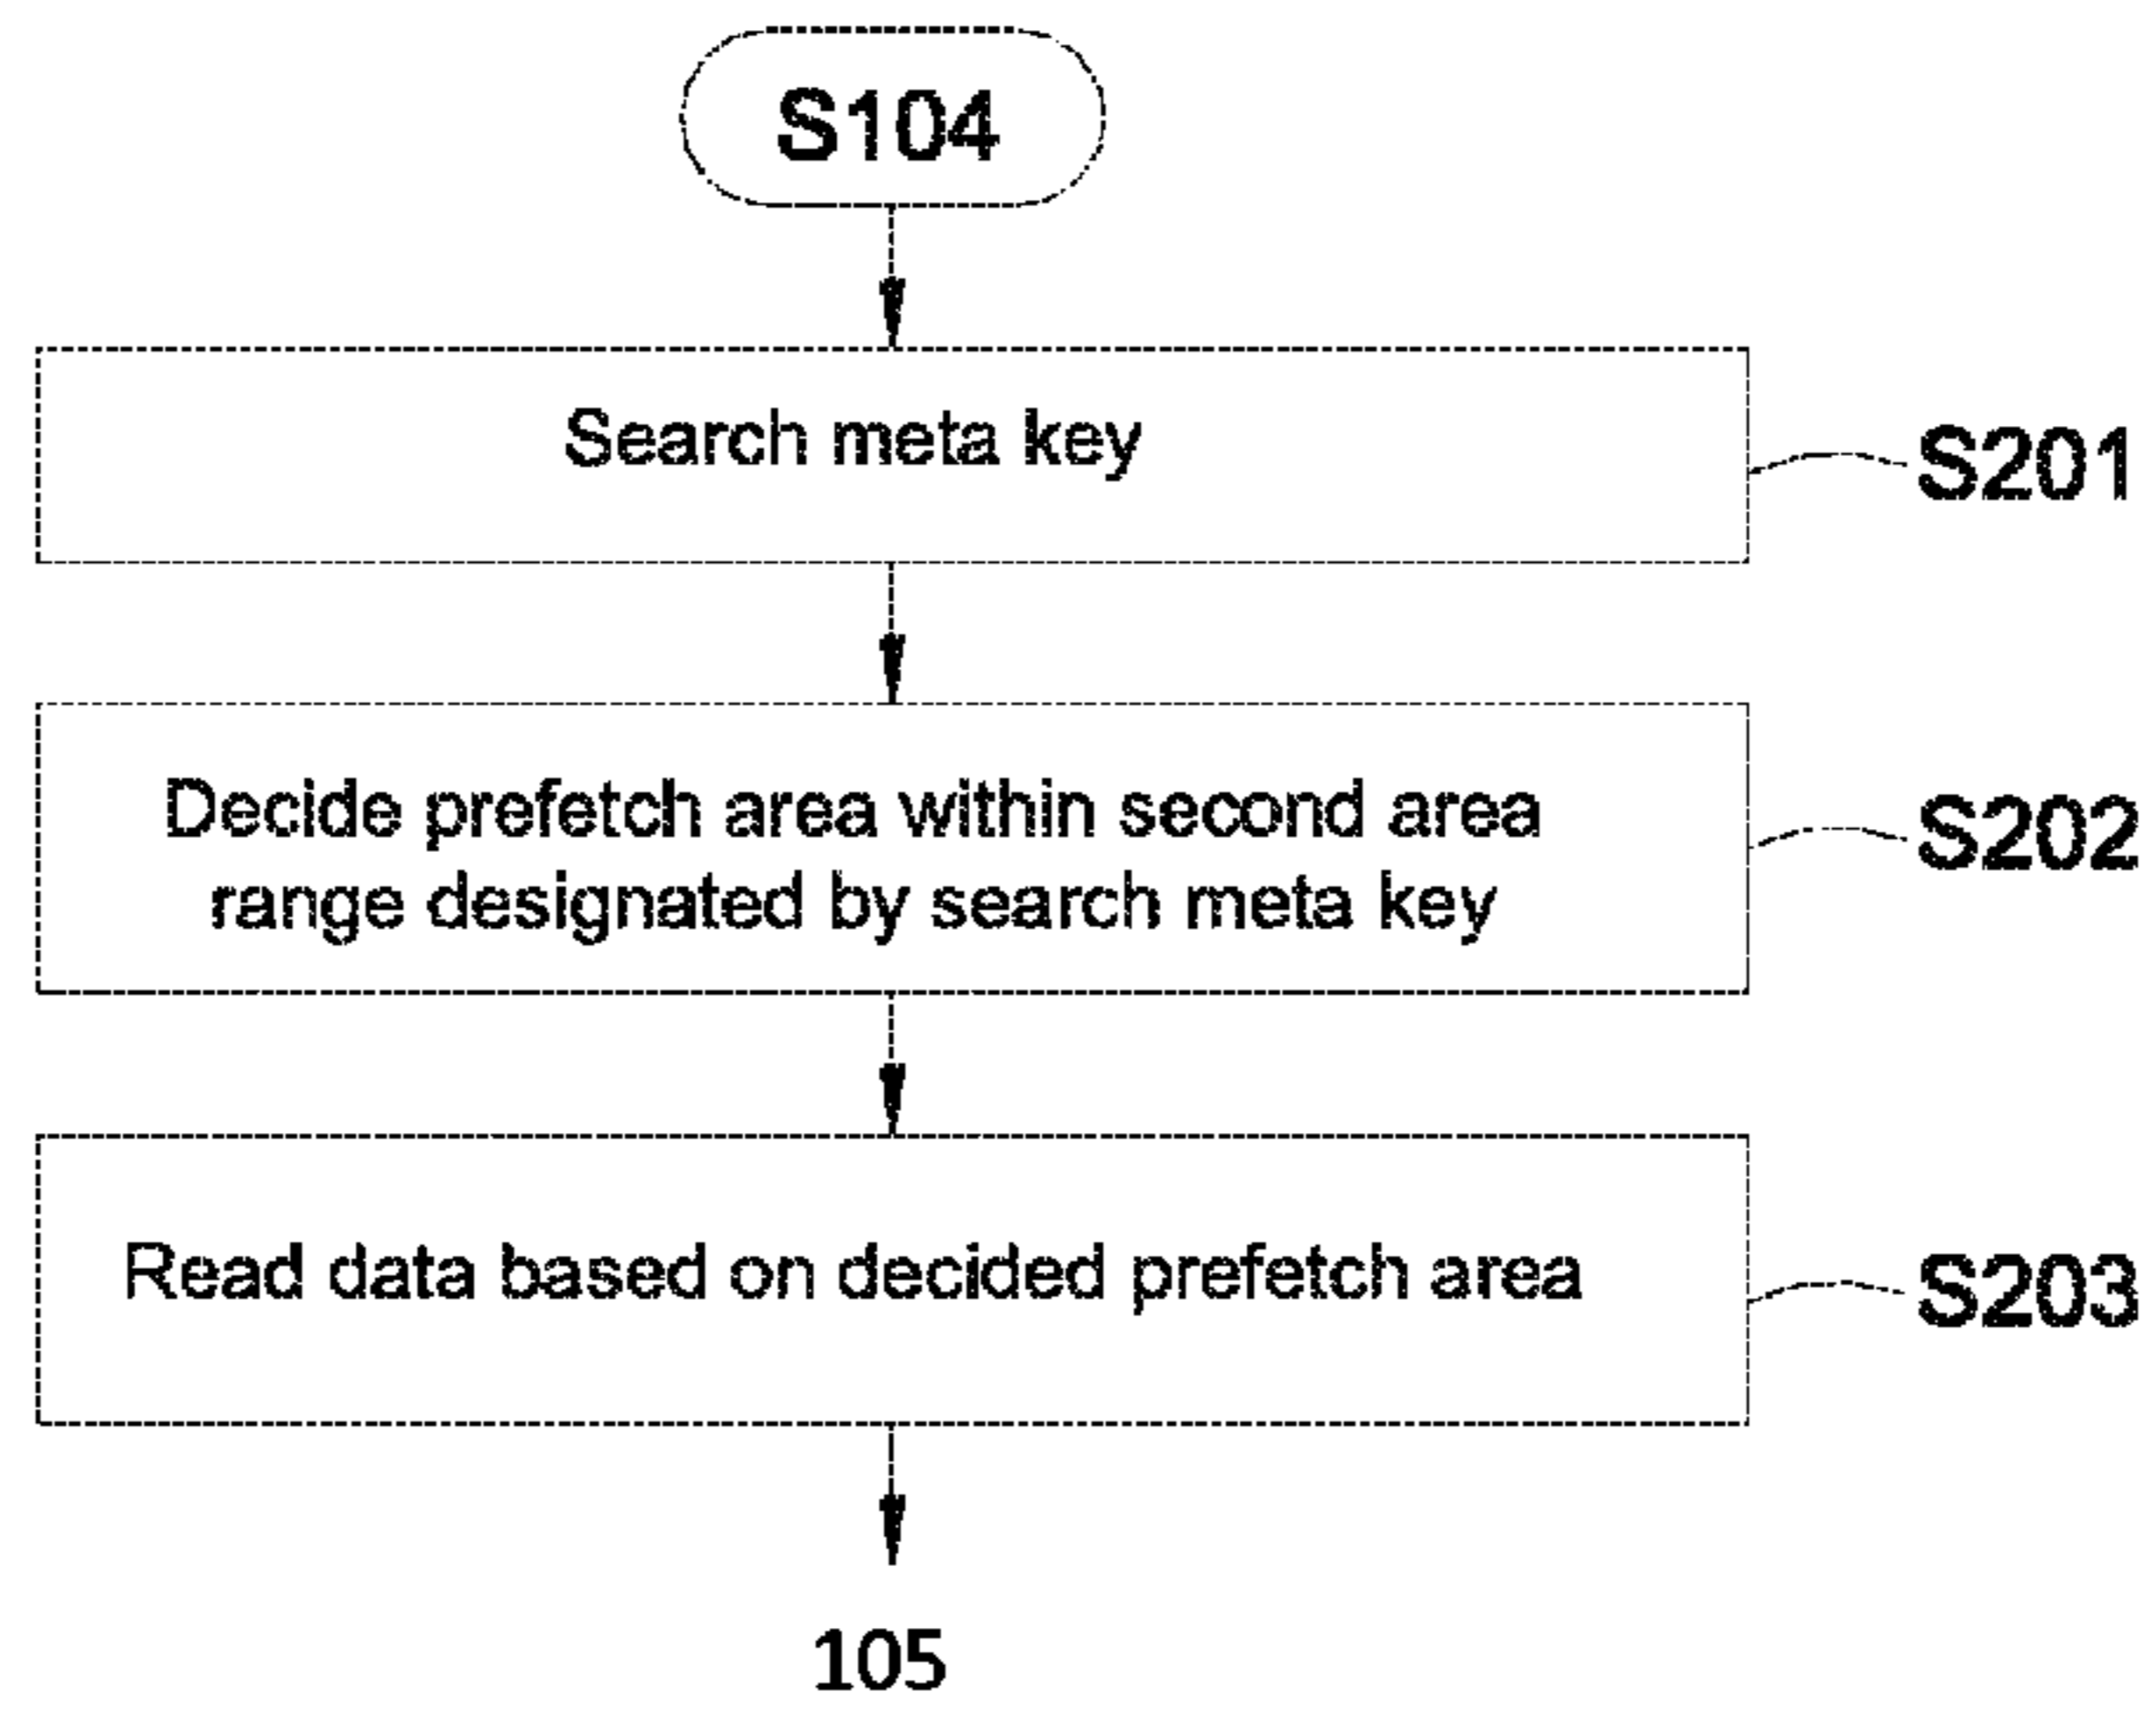 S104
Search meta key
S201
Decide prefetch area within second area
range designated by search meta key
S202
Read data based on decided prefetch area
S203
105